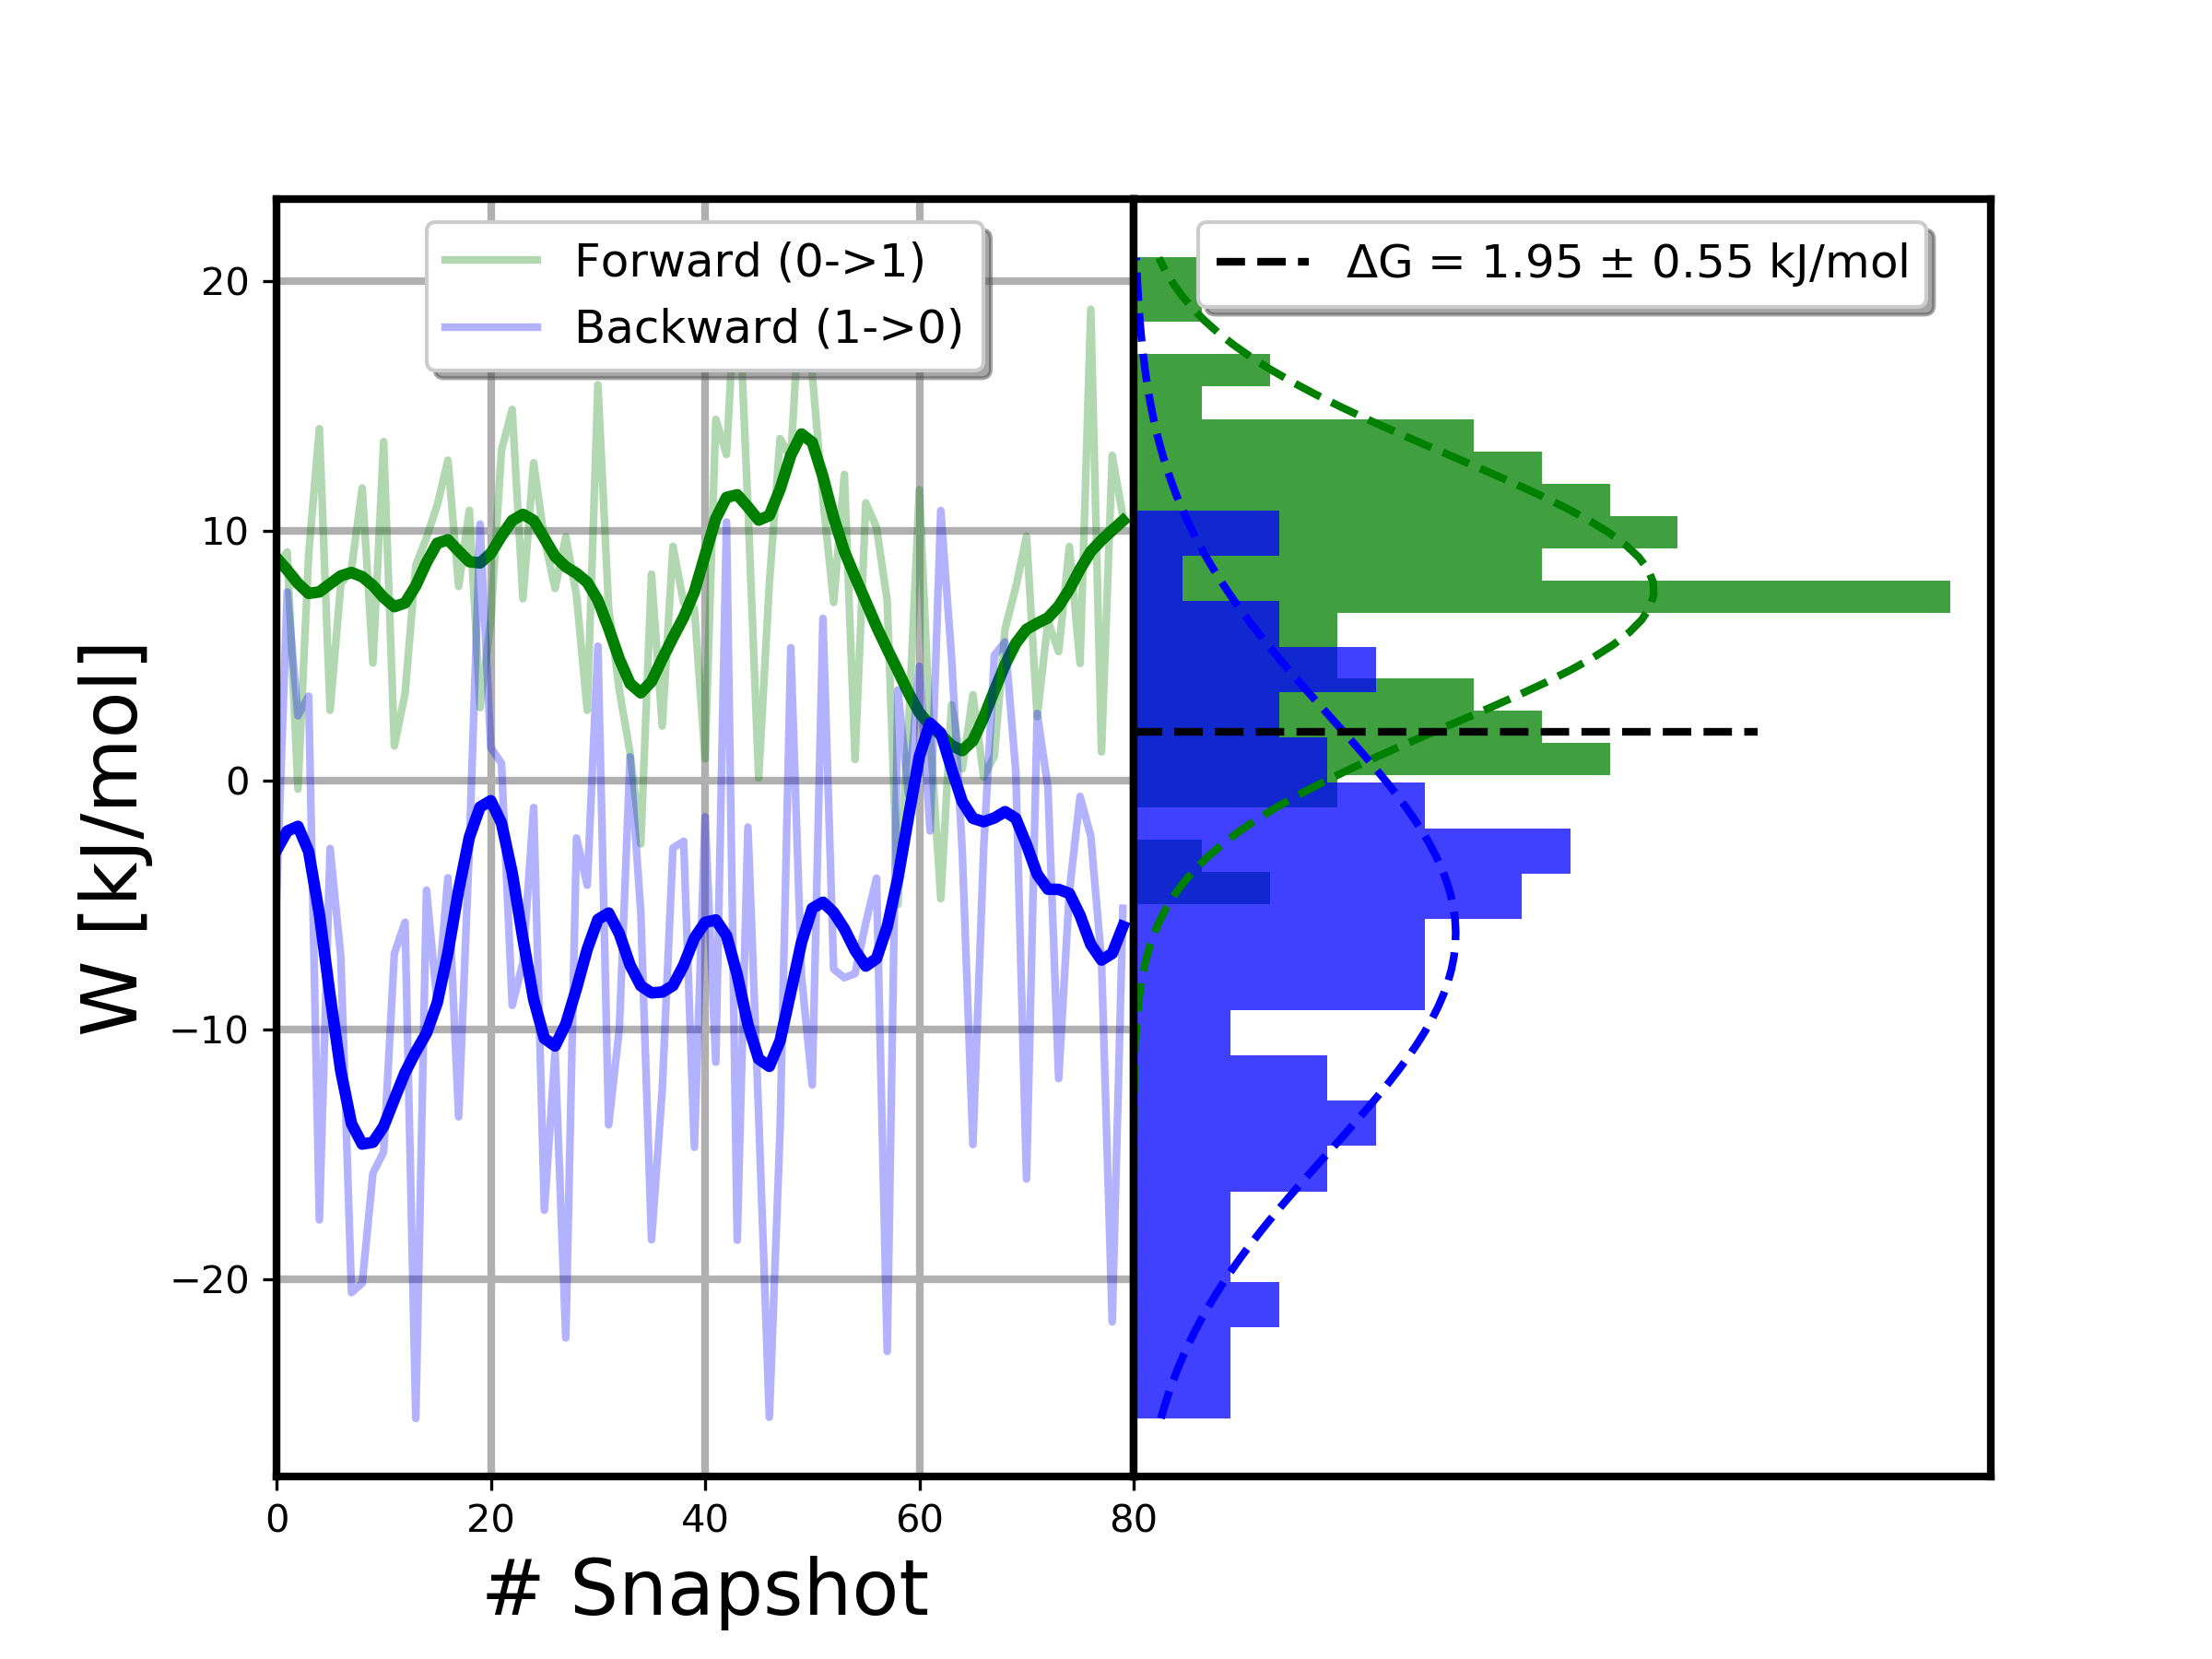 Forward (0->1)
Backward (1->0)
ΔG = 1.95 ± 0.55 kJ/mol
W [kJ/mol]
20
10
0
−10
−20
0 20 40 60 80
# Snapshot